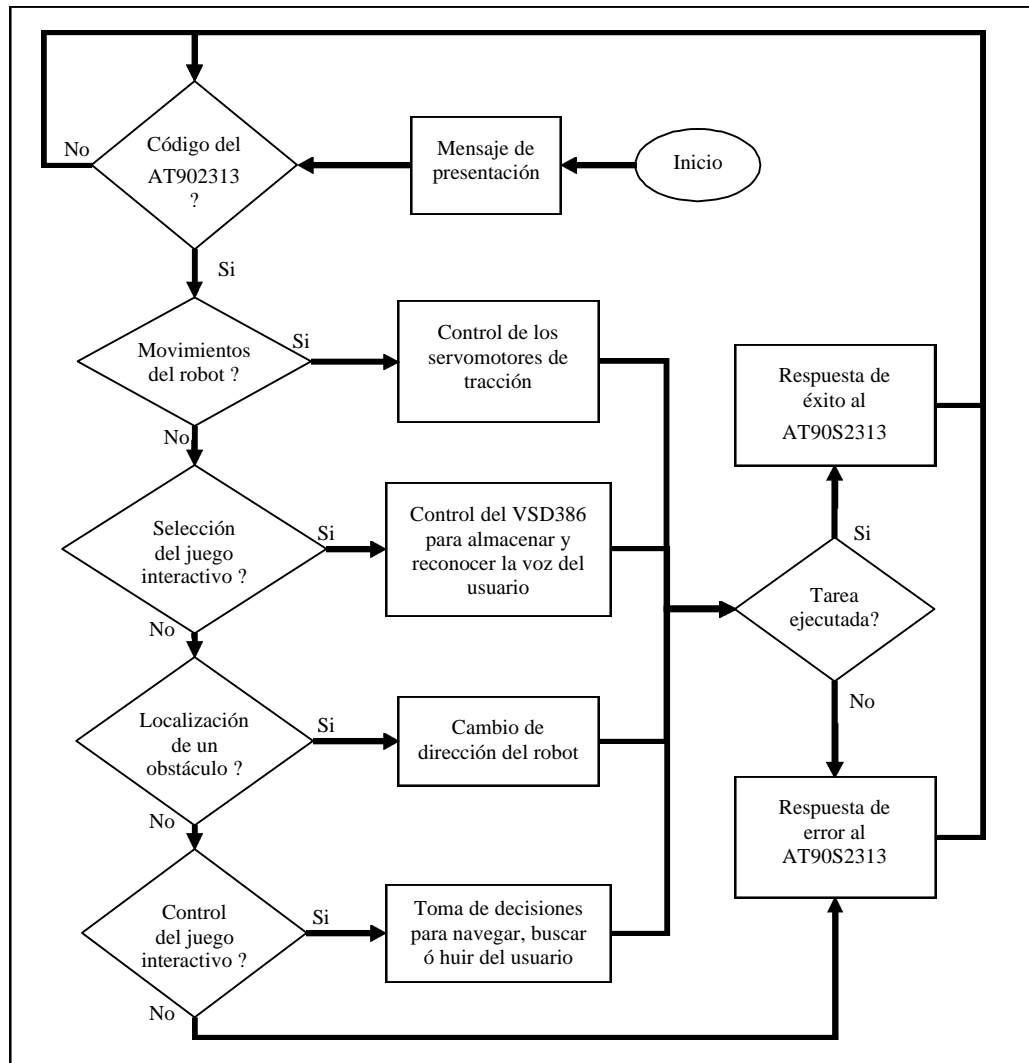 Inicio
Mensaje de
presentación
Código del
AT902313
?
No
Si
Movimientos
del robot ?
Si
No
Control de los
servomotores de
tracción
Selección
del juego
interactivo ?
Si
No
Control del VSD386
para almacenar y
reconocer la voz del
usuario
Localización
de un
obstáculo ?
Si
No
Cambio de
dirección del robot
Control
del juego
interactivo ?
Si
No
Toma de decisiones
para navegar, buscar
ó huir del usuario
Tarea
ejecutada?
Si
No
Respuesta de
éxito al
AT90S2313
Respuesta de
error al
AT90S2313